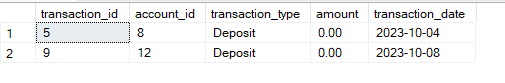 transaction_id account_id transaction_type amount transaction_date
1 5 8 Deposit 0.00 2023-10-04
2 9 12 Deposit 0.00 2023-10-08